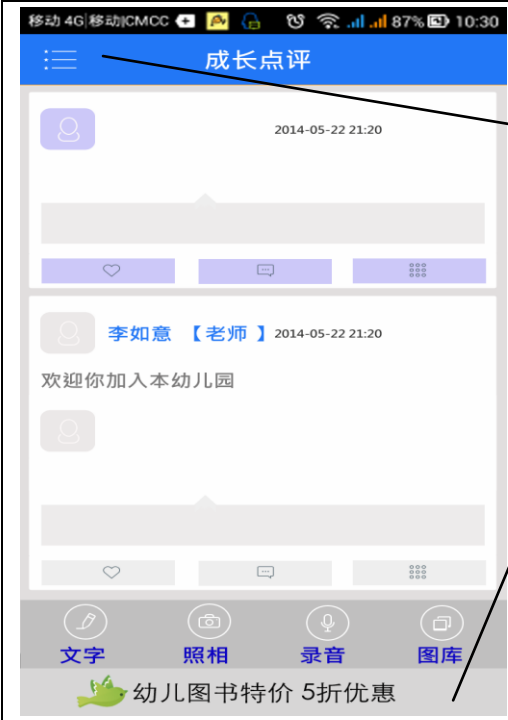 移动 4G|移动|CMCC 87% 10:30
成长点评
2014-05-22 21:20
李如意 【老师】 2014-05-22 21:20
欢迎你加入本幼儿园
文字 照相 录音 图库
幼儿图书特价 5折优惠